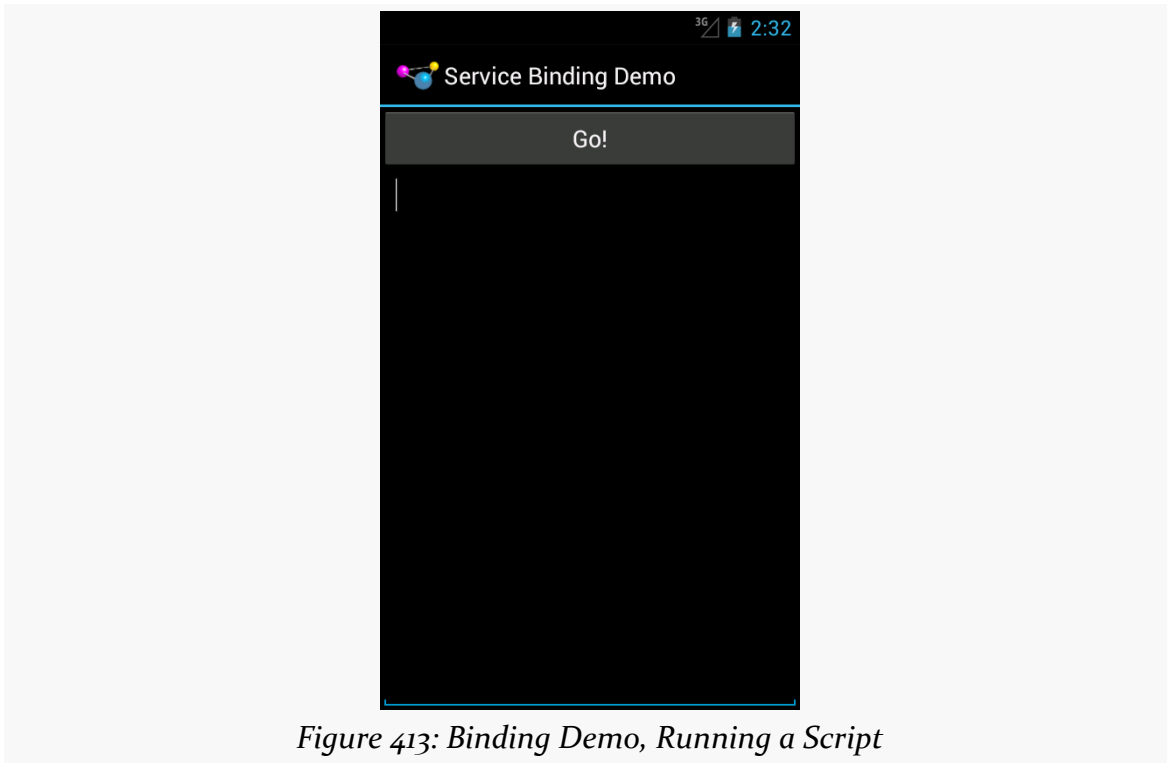 3G 2:32
Service Binding Demo
Go!
Figure 413: Binding Demo, Running a Script